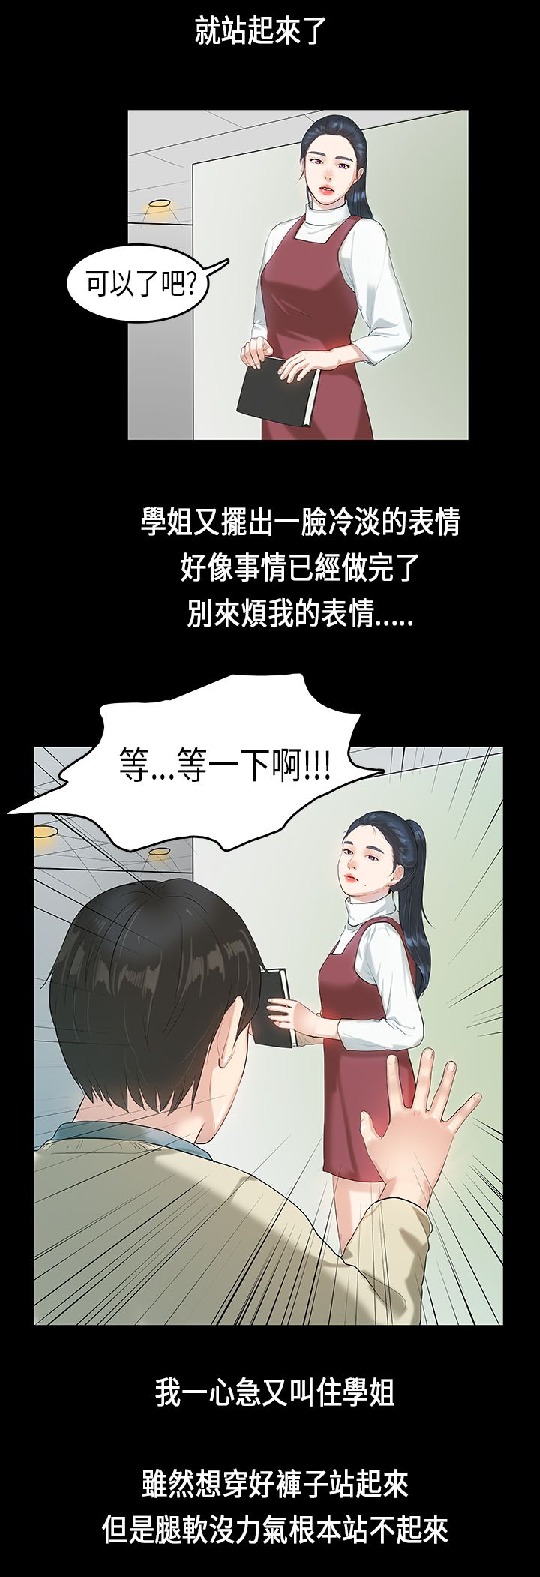 就站起來了
可以了吧?
學姐又擺出一臉冷淡的表情
好像事情已經做完了
別來煩我的表情.....
等...等一下啊!!!
我一心急又叫住學姐
雖然想穿好褲子站起來
但是腿軟沒力氣根本站不起來